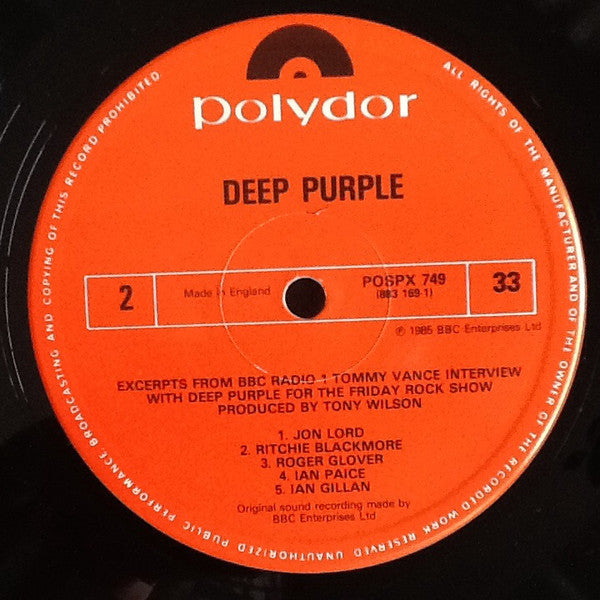 polydor
DEEP PURPLE
2
Made in England
POSPX 749
(883 169-1)
33
℗ 1985 BBC Enterprises Ltd
EXCERPTS FROM BBC RADIO 1 TOMMY VANCE INTERVIEW
WITH DEEP PURPLE FOR THE FRIDAY ROCK SHOW
PRODUCED BY TONY WILSON
1. JON LORD
2. RITCHIE BLACKMORE
3. ROGER GLOVER
4. IAN PAICE
5. IAN GILLAN
Original sound recording made by
BBC Enterprises Ltd
ALL RIGHTS OF THE MANUFACTURER AND OF THE OWNER OF THE RECORDED WORK RESERVED UNAUTHORIZED PUBLIC PERFORMANCE BROADCASTING AND COPYING OF THIS RECORD PROHIBITED